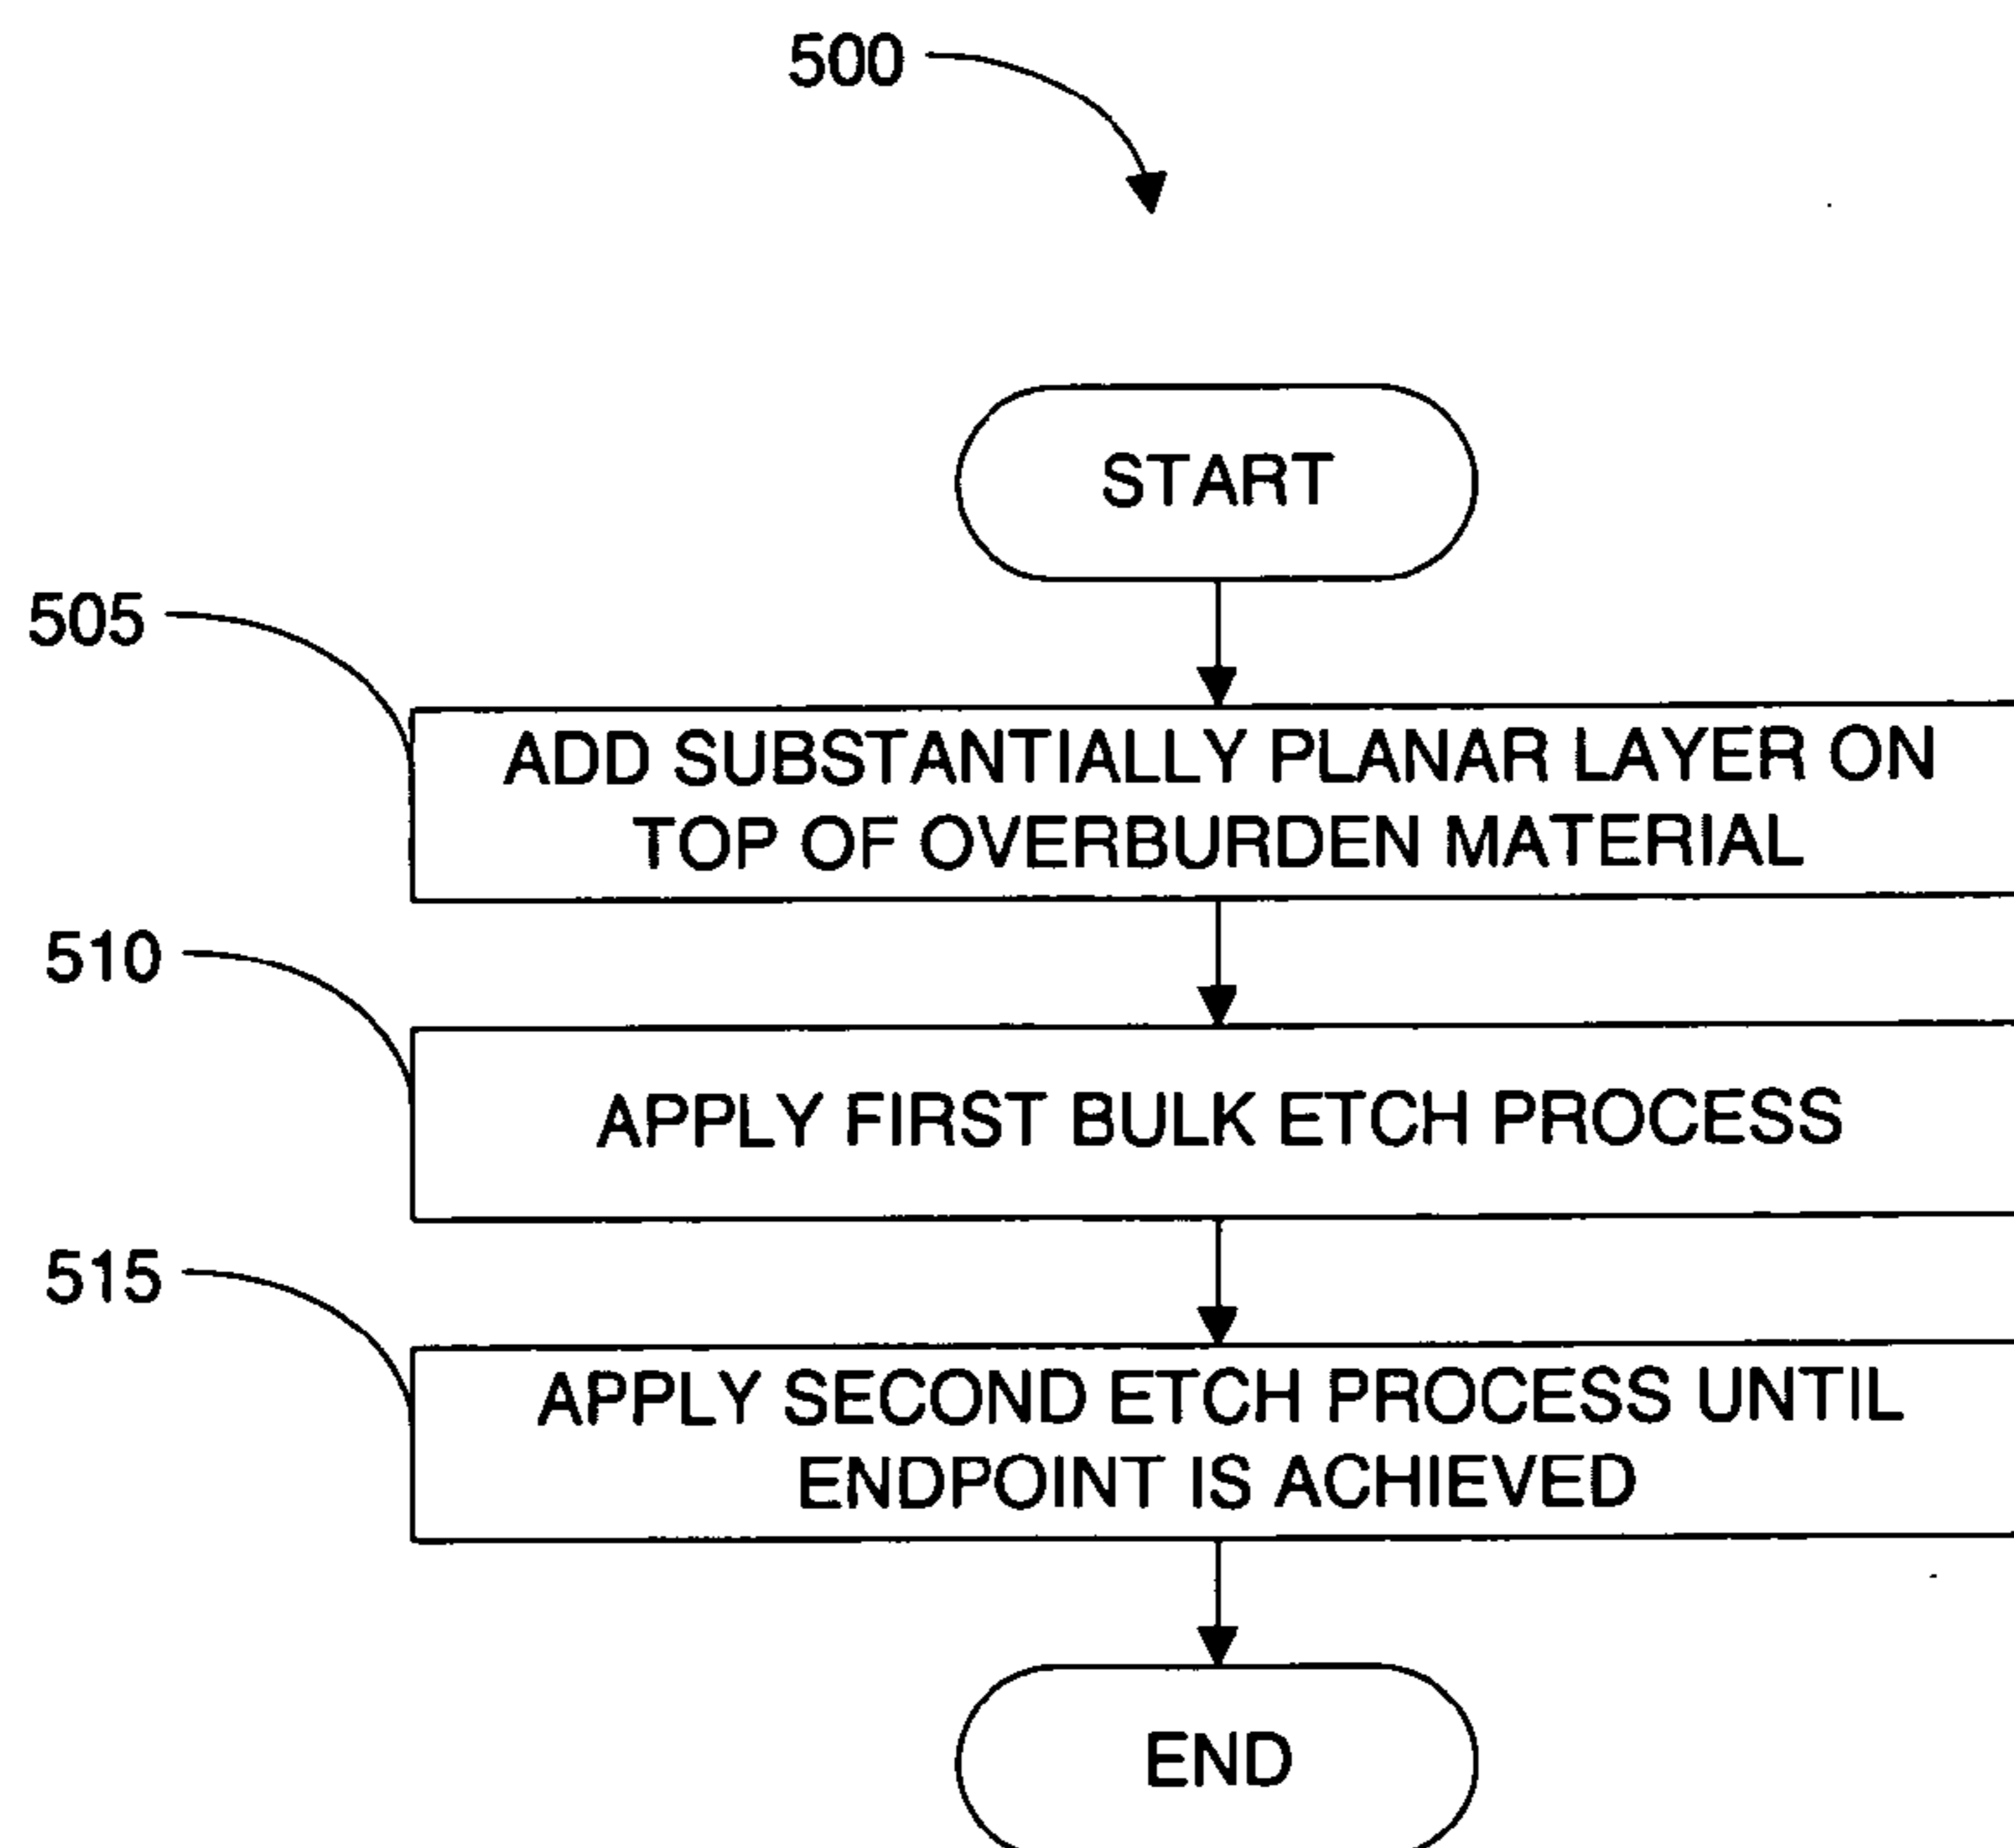 500
START
505
ADD SUBSTANTIALLY PLANAR LAYER ON
TOP OF OVERBURDEN MATERIAL
510
APPLY FIRST BULK ETCH PROCESS
515
APPLY SECOND ETCH PROCESS UNTIL
ENDPOINT IS ACHIEVED
END